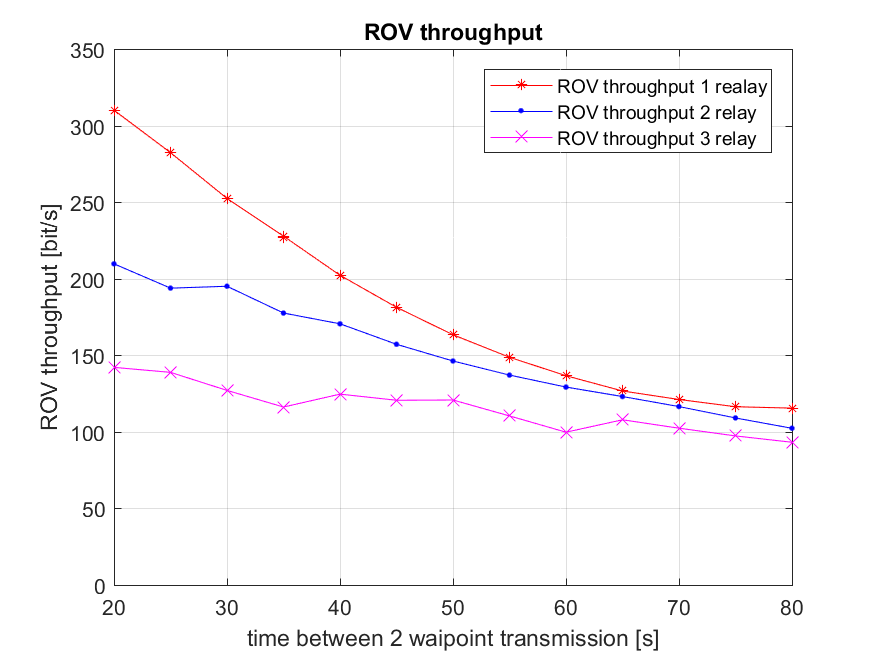 ROV throughput
350
300
250
200
150
100
50
0
ROV throughput [bit/s]
ROV throughput 1 realay
ROV throughput 2 relay
ROV throughput 3 relay
20 30 40 50 60 70 80
time between 2 waipoint transmission [s]